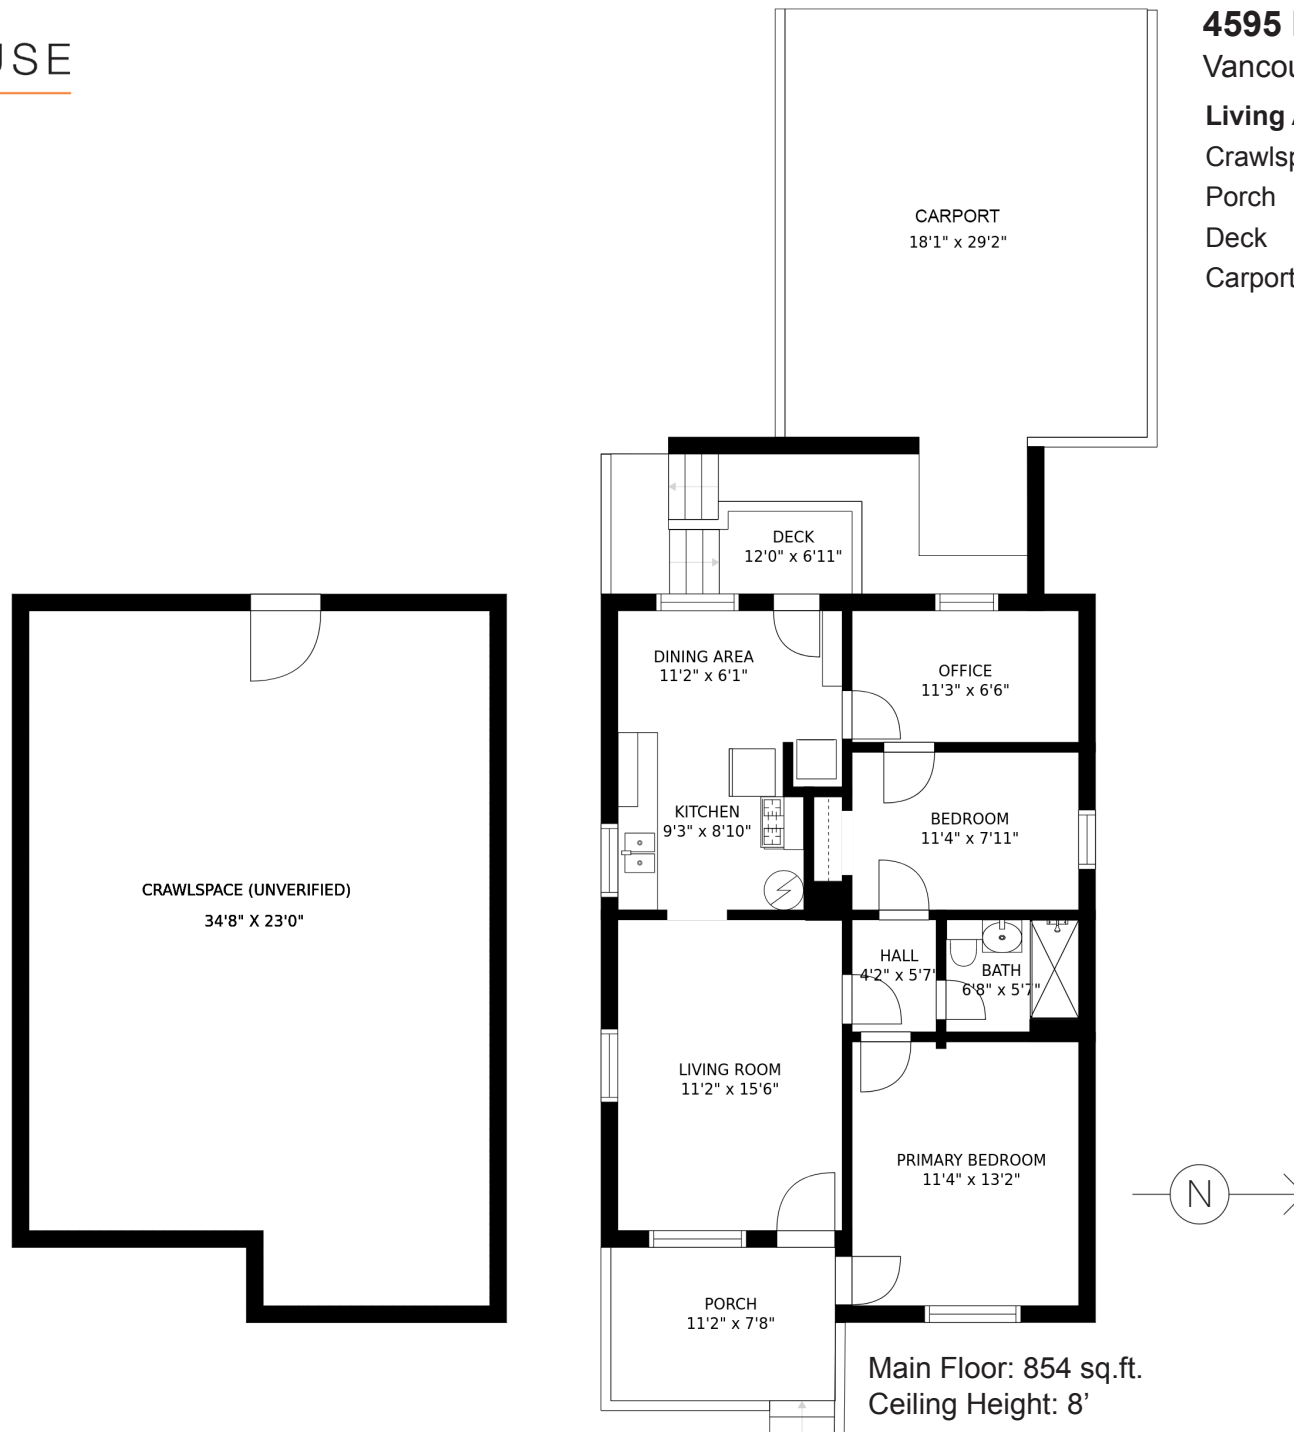 4595
Living
Porch
Deck
Carport
CARPORT
18'1" x 29'2"
DECK
12'0" x 6'11"
DINING AREA
11'2" x 6'1"
OFFICE
11'3" x 6'6"
KITCHEN
9'3" x 8'10"
BEDROOM
11'4" x 7'11"
CRAWLSPACE (UNVERIFIED)
34'8" X 23'0"
HALL
4'2" x 5'7"
BATH
6'8" x 5'7"
LIVING ROOM
11'2" x 15'6"
PRIMARY BEDROOM
11'4" x 13'2"
N
PORCH
11'2" x 7'8"
Main Floor: 854 sq.ft.
Ceiling Height: 8’